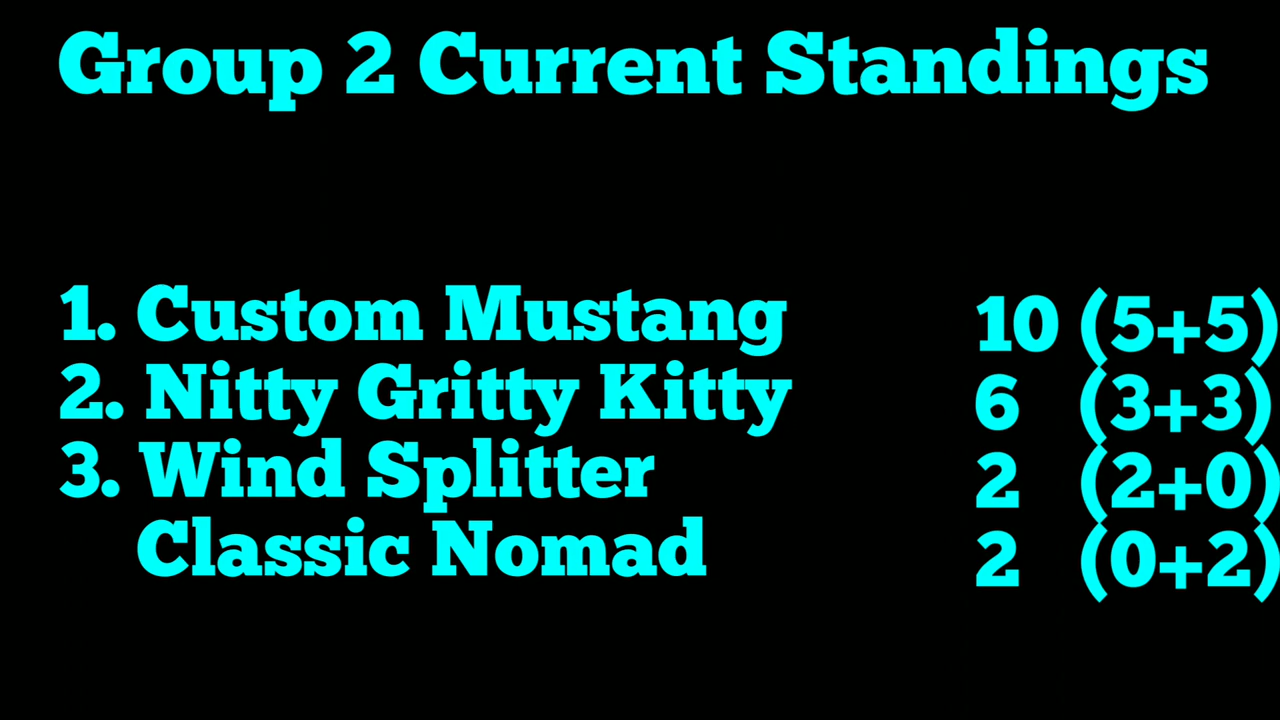 Group 2 Current Standings
1. Custom Mustang 10 (5+5)
2. Nitty Gritty Kitty 6 (3+3)
3. Wind Splitter 2 (2+0)
Classic Nomad 2 (0+2)